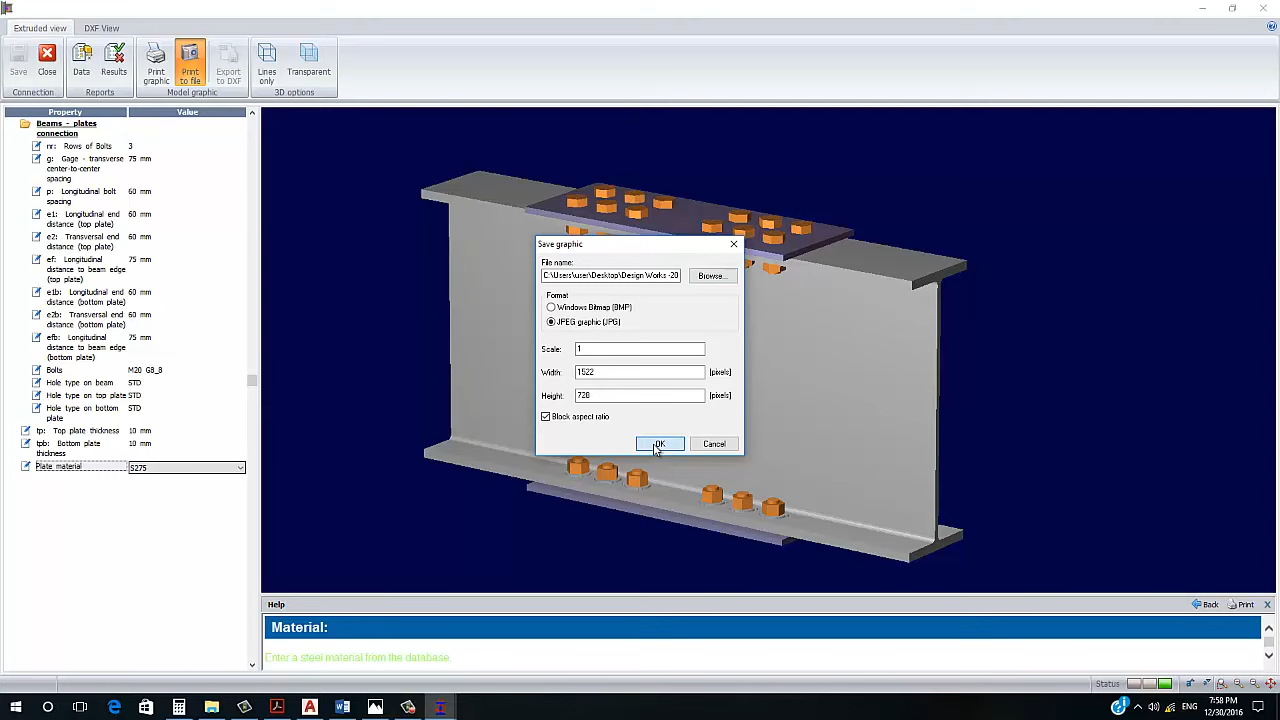 Extruded view
DXF View
Save
Close
Data
Results
Print graphic
Print to file
Export to DXF
Lines only
Transparent
Connection
Reports
Model graphic
3D options
Property
Value
Beams - plates
connection
nr: Rows of Bolts 3
g: Gage - transverse 75 mm
center-to-center
spacing
p: Longitudinal bolt 60 mm
spacing
e1: Longitudinal end 60 mm
distance (top plate)
e2: Transversal end 60 mm
distance (top plate)
ef: Longitudinal 75 mm
distance to beam edge
(top plate)
e1b: Longitudinal end 60 mm
distance (bottom plate)
e2b: Transversal end 60 mm
distance (bottom plate)
efb: Longitudinal 75 mm
distance to beam edge
(bottom plate)
Bolts M20 G8_8
Hole type on beam STD
Hole type on top plate STD
Hole type on bottom STD
plate
tp: Top plate thickness 10 mm
tpb: Bottom plate 10 mm
thickness
Plate material S275
Save graphic
File name:
C:\Users\user\Desktop\Design Works -20
Browse...
Format
Windows Bitmap (BMP)
JPEG graphic (JPG)
Scale: 1
Width: 1522 [pixels]
Height: 728 [pixels]
Block aspect ratio
OK
Cancel
Help
Back
Print
Material:
Enter a steel material from the database.
Status
ENG
7:58 PM
12/30/2016